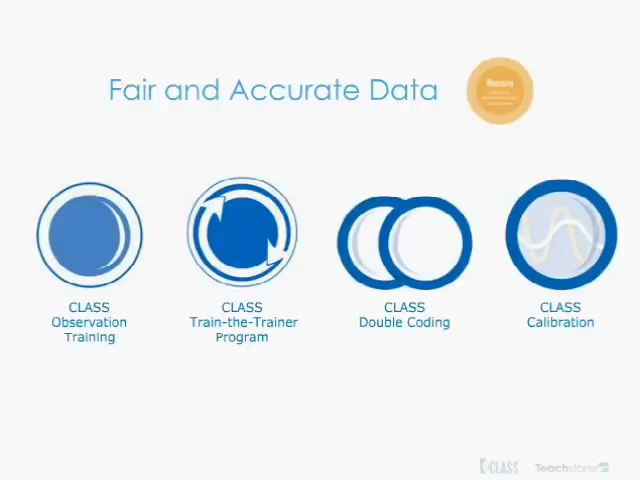 Fair and Accurate Data
Measure
CLASS
Observation
Training
CLASS
Train-the-Trainer
Program
CLASS
Double Coding
CLASS
Calibration
CLASS
Teachstone